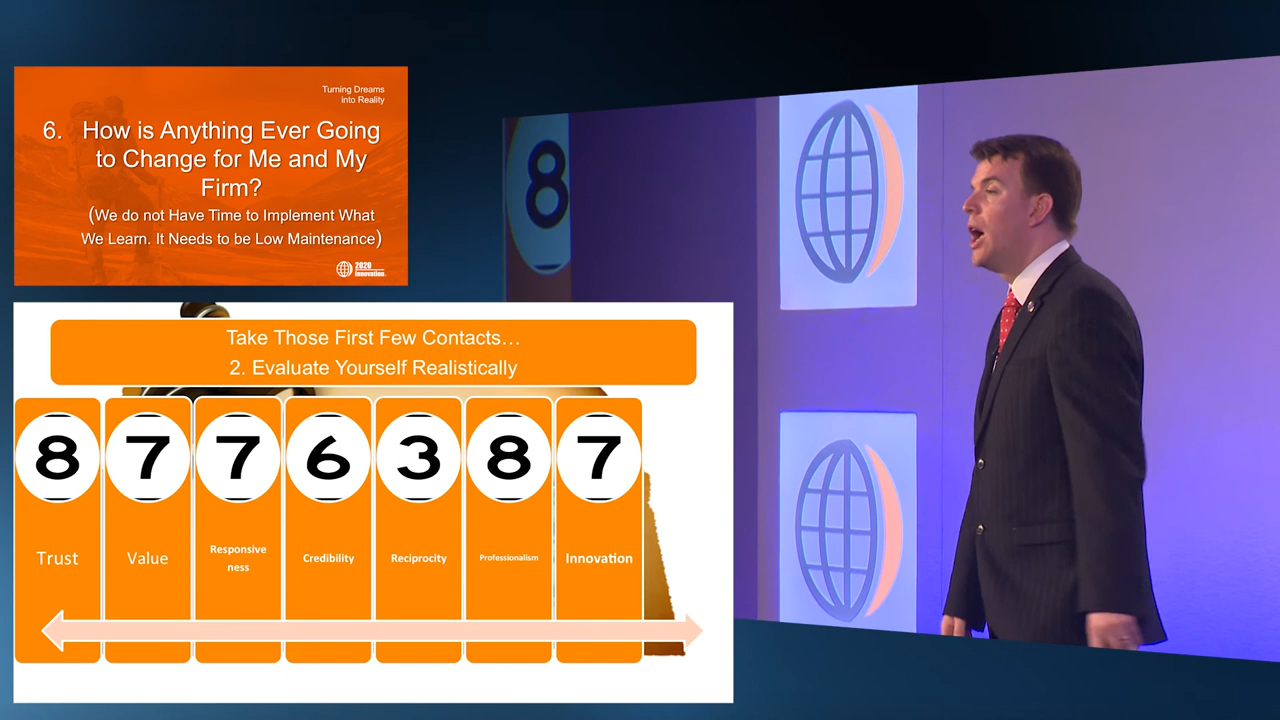 Turning Dreams
into Reality
6. How is Anything Ever Going
to Change for Me and My
Firm?
(We do not Have Time to Implement What
We Learn. It Needs to be Low Maintenance)
2020
Innovation
Take Those First Few Contacts…
2. Evaluate Yourself Realistically
8 7 7 6 3 8 7
Trust
Value
Responsive
ness
Credibility
Reciprocity
Professionalism
Innovation
8